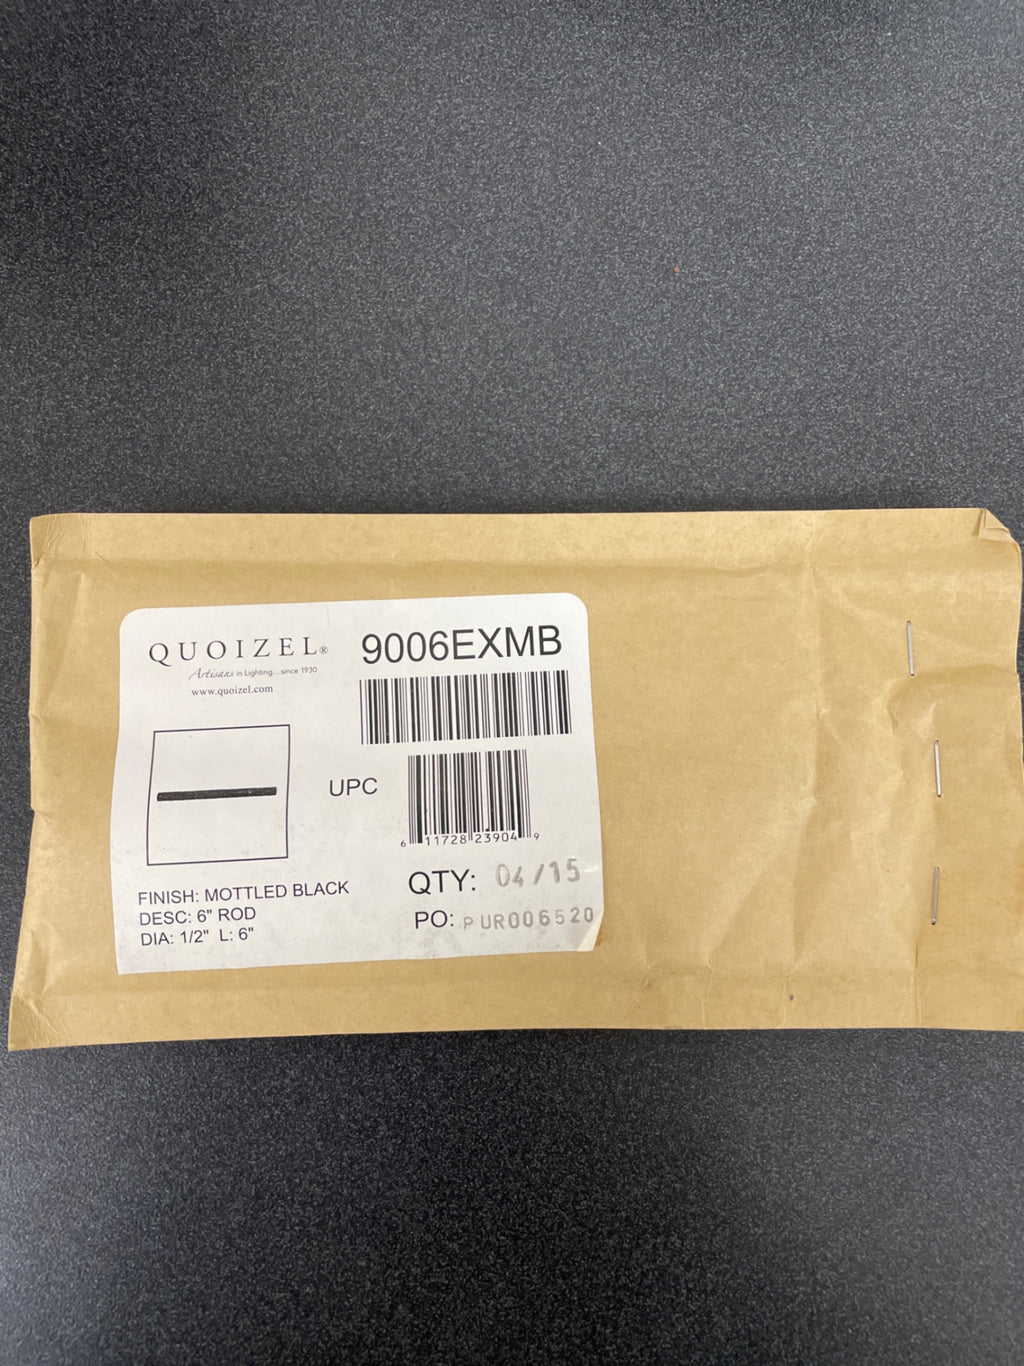 QUOIZEL®
Artisans in Lighting...since 1930
www.quoizel.com
9006EXMB
UPC
6 11728 23904 9
FINISH: MOTTLED BLACK
DESC: 6" ROD
DIA: 1/2" L: 6"
QTY: 04/15
PO: PUR006520